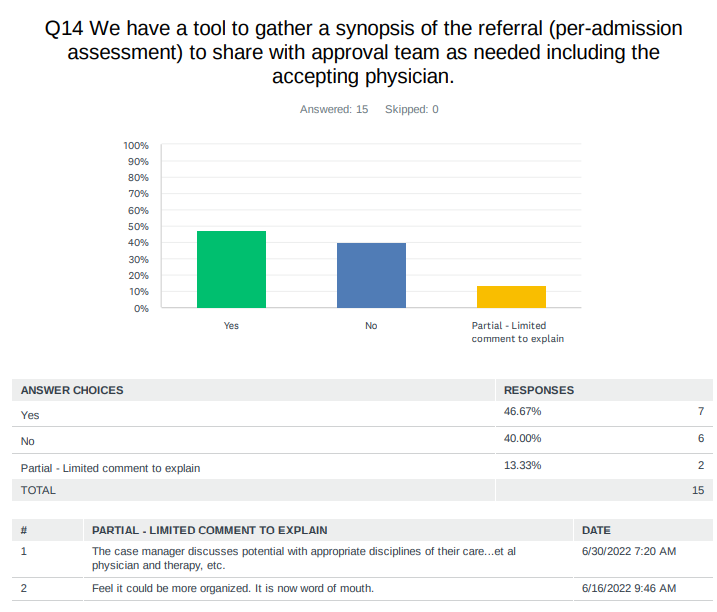 Q14 We have a tool to gather a synopsis of the referral (per-admission
assessment) to share with approval team as needed including the
accepting physician.
Answered: 15 Skipped: 0
100%
90%
80%
70%
60%
50%
40%
30%
20%
10%
0%
Yes
No
Partial - Limited
comment to explain
ANSWER CHOICES RESPONSES
Yes 46.67% 7
No 40.00% 6
Partial - Limited comment to explain 13.33% 2
TOTAL 15
# PARTIAL - LIMITED COMMENT TO EXPLAIN DATE
1 The case manager discusses potential with appropriate disciplines of their care...et al 6/30/2022 7:20 AM
physician and therapy, etc.
2 Feel it could be more organized. It is now word of mouth. 6/16/2022 9:46 AM